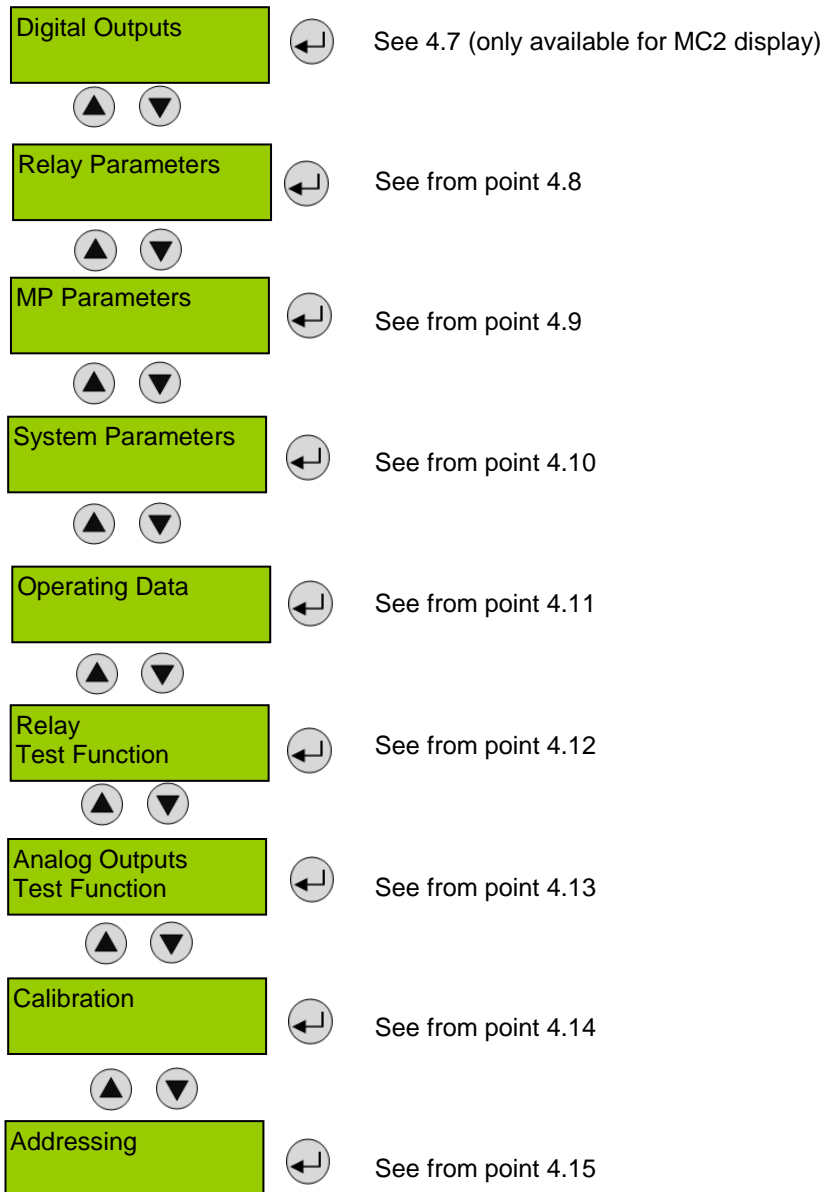 Digital Outputs
See 4.7 (only available for MC2 display)
Relay Parameters
See from point 4.8
MP Parameters
See from point 4.9
System Parameters
See from point 4.10
Operating Data
See from point 4.11
Relay
Test Function
See from point 4.12
Analog Outputs
Test Function
See from point 4.13
Calibration
See from point 4.14
Addressing
See from point 4.15